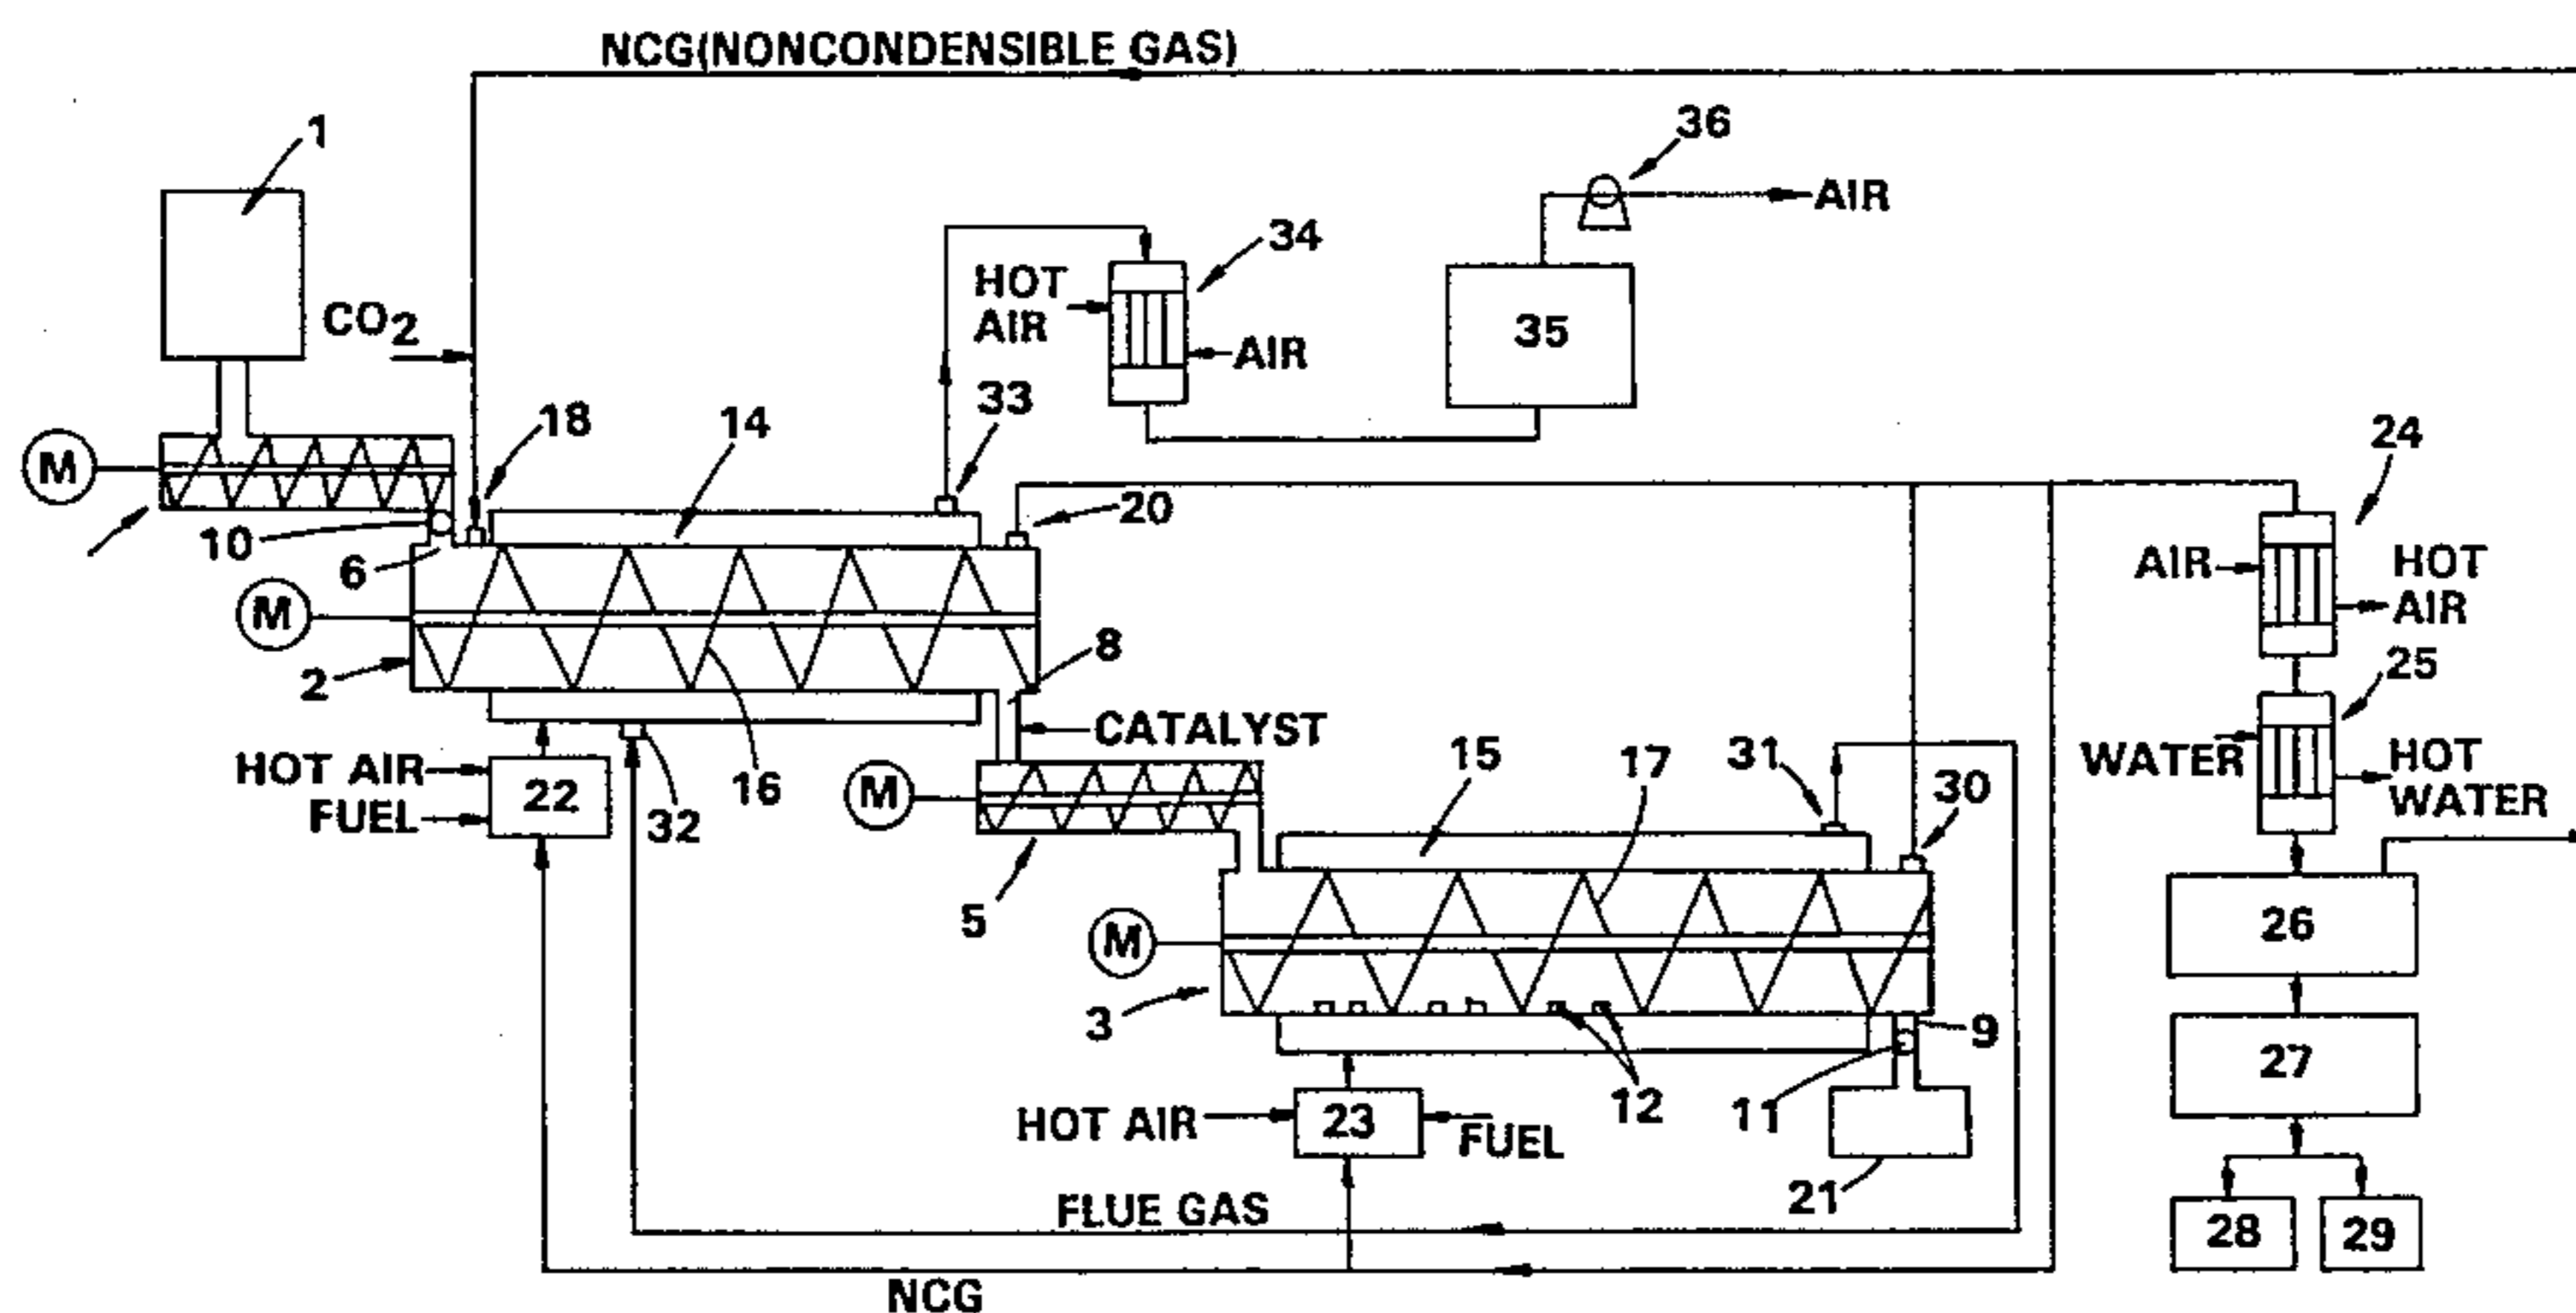 NCG(NONCONDENSIBLE GAS)
1
36
AIR
34
HOT
AIR
AIR
35
CO2
33
18
14
24
M
20
10
6
AIR
HOT
AIR
M
2
8
25
CATALYST
WATER
HOT
WATER
HOT AIR
FUEL
22
32
16
M
15
17
31
30
5
26
M
3
9
27
12
11
HOT AIR
23
FUEL
21
FLUE GAS
28
29
NCG